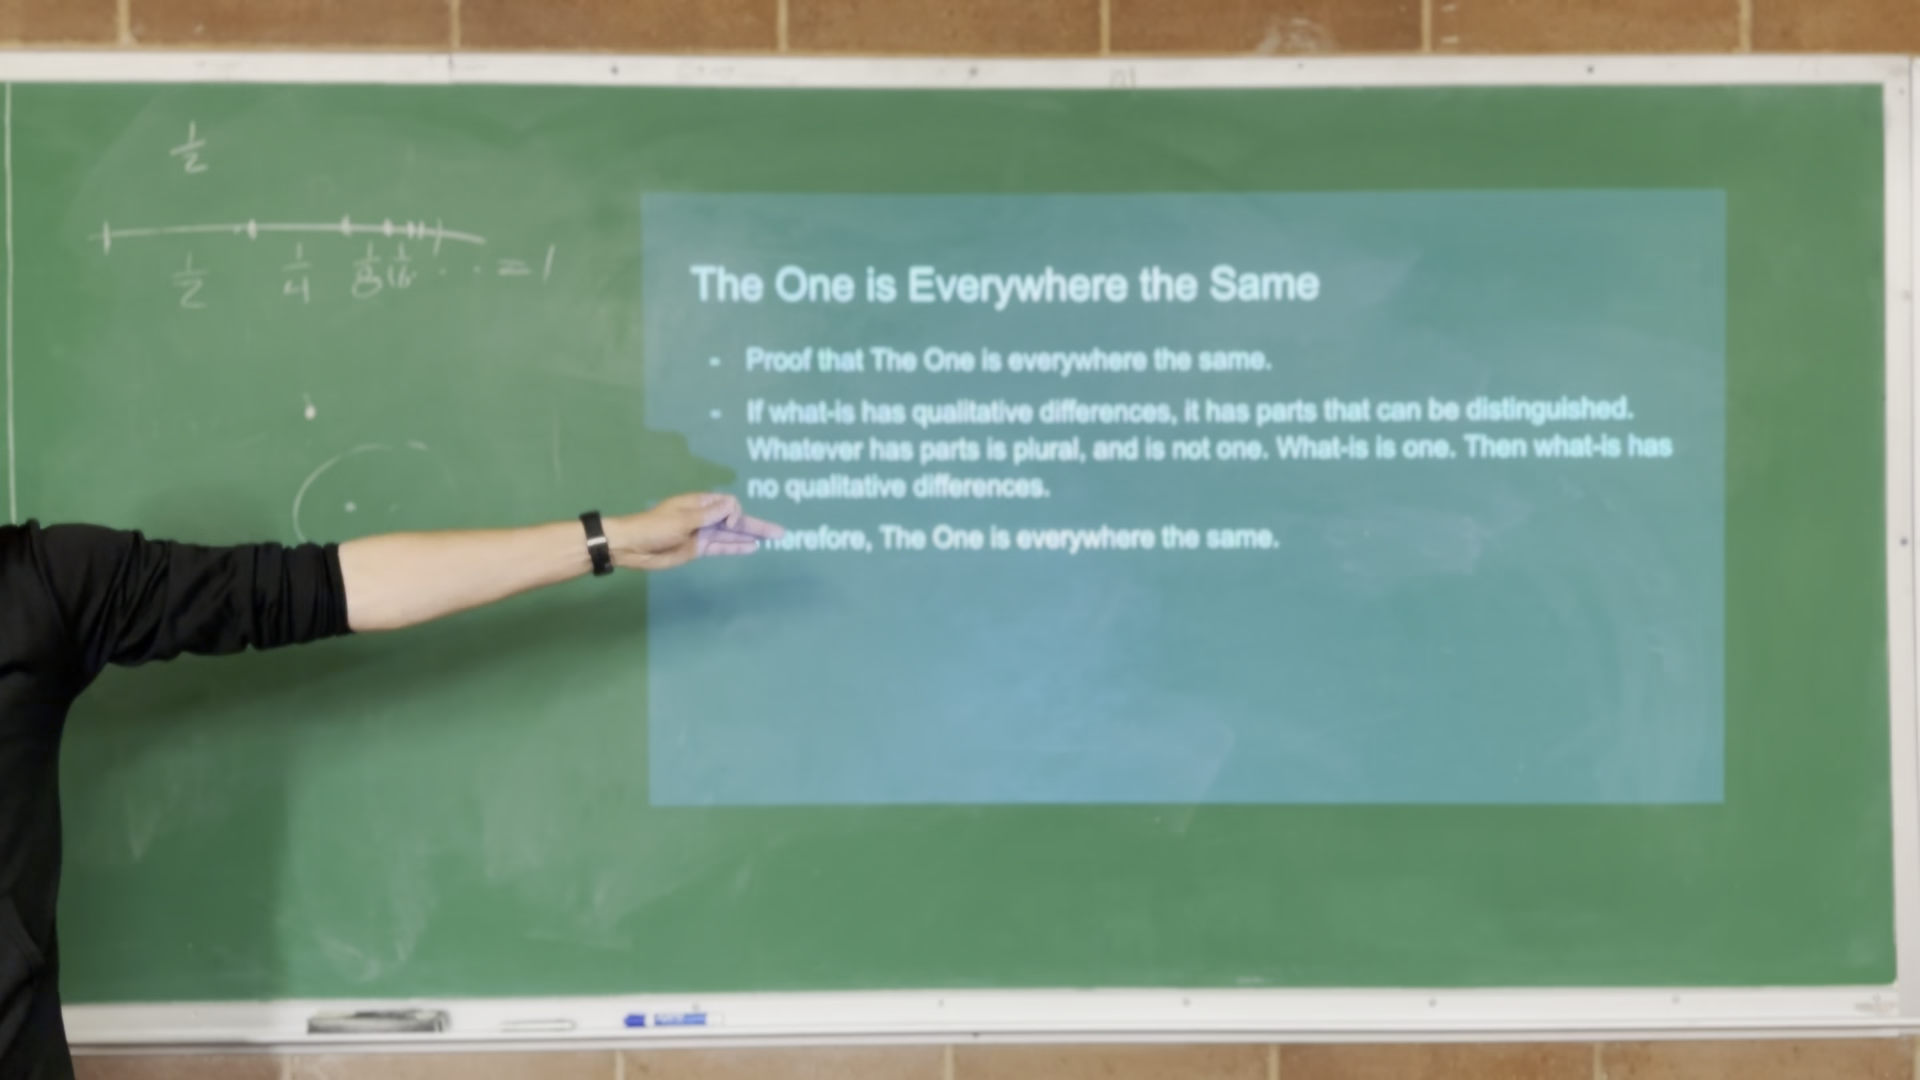 1/2
1/2 1/4 1/8 1/16 . . . = 1
The One is Everywhere the Same
- Proof that The One is everywhere the same.
- If what-is has qualitative differences, it has parts that can be distinguished.
Whatever has parts is plural, and is not one. What-is is one. Then what-is has
no qualitative differences.
herefore, The One is everywhere the same.